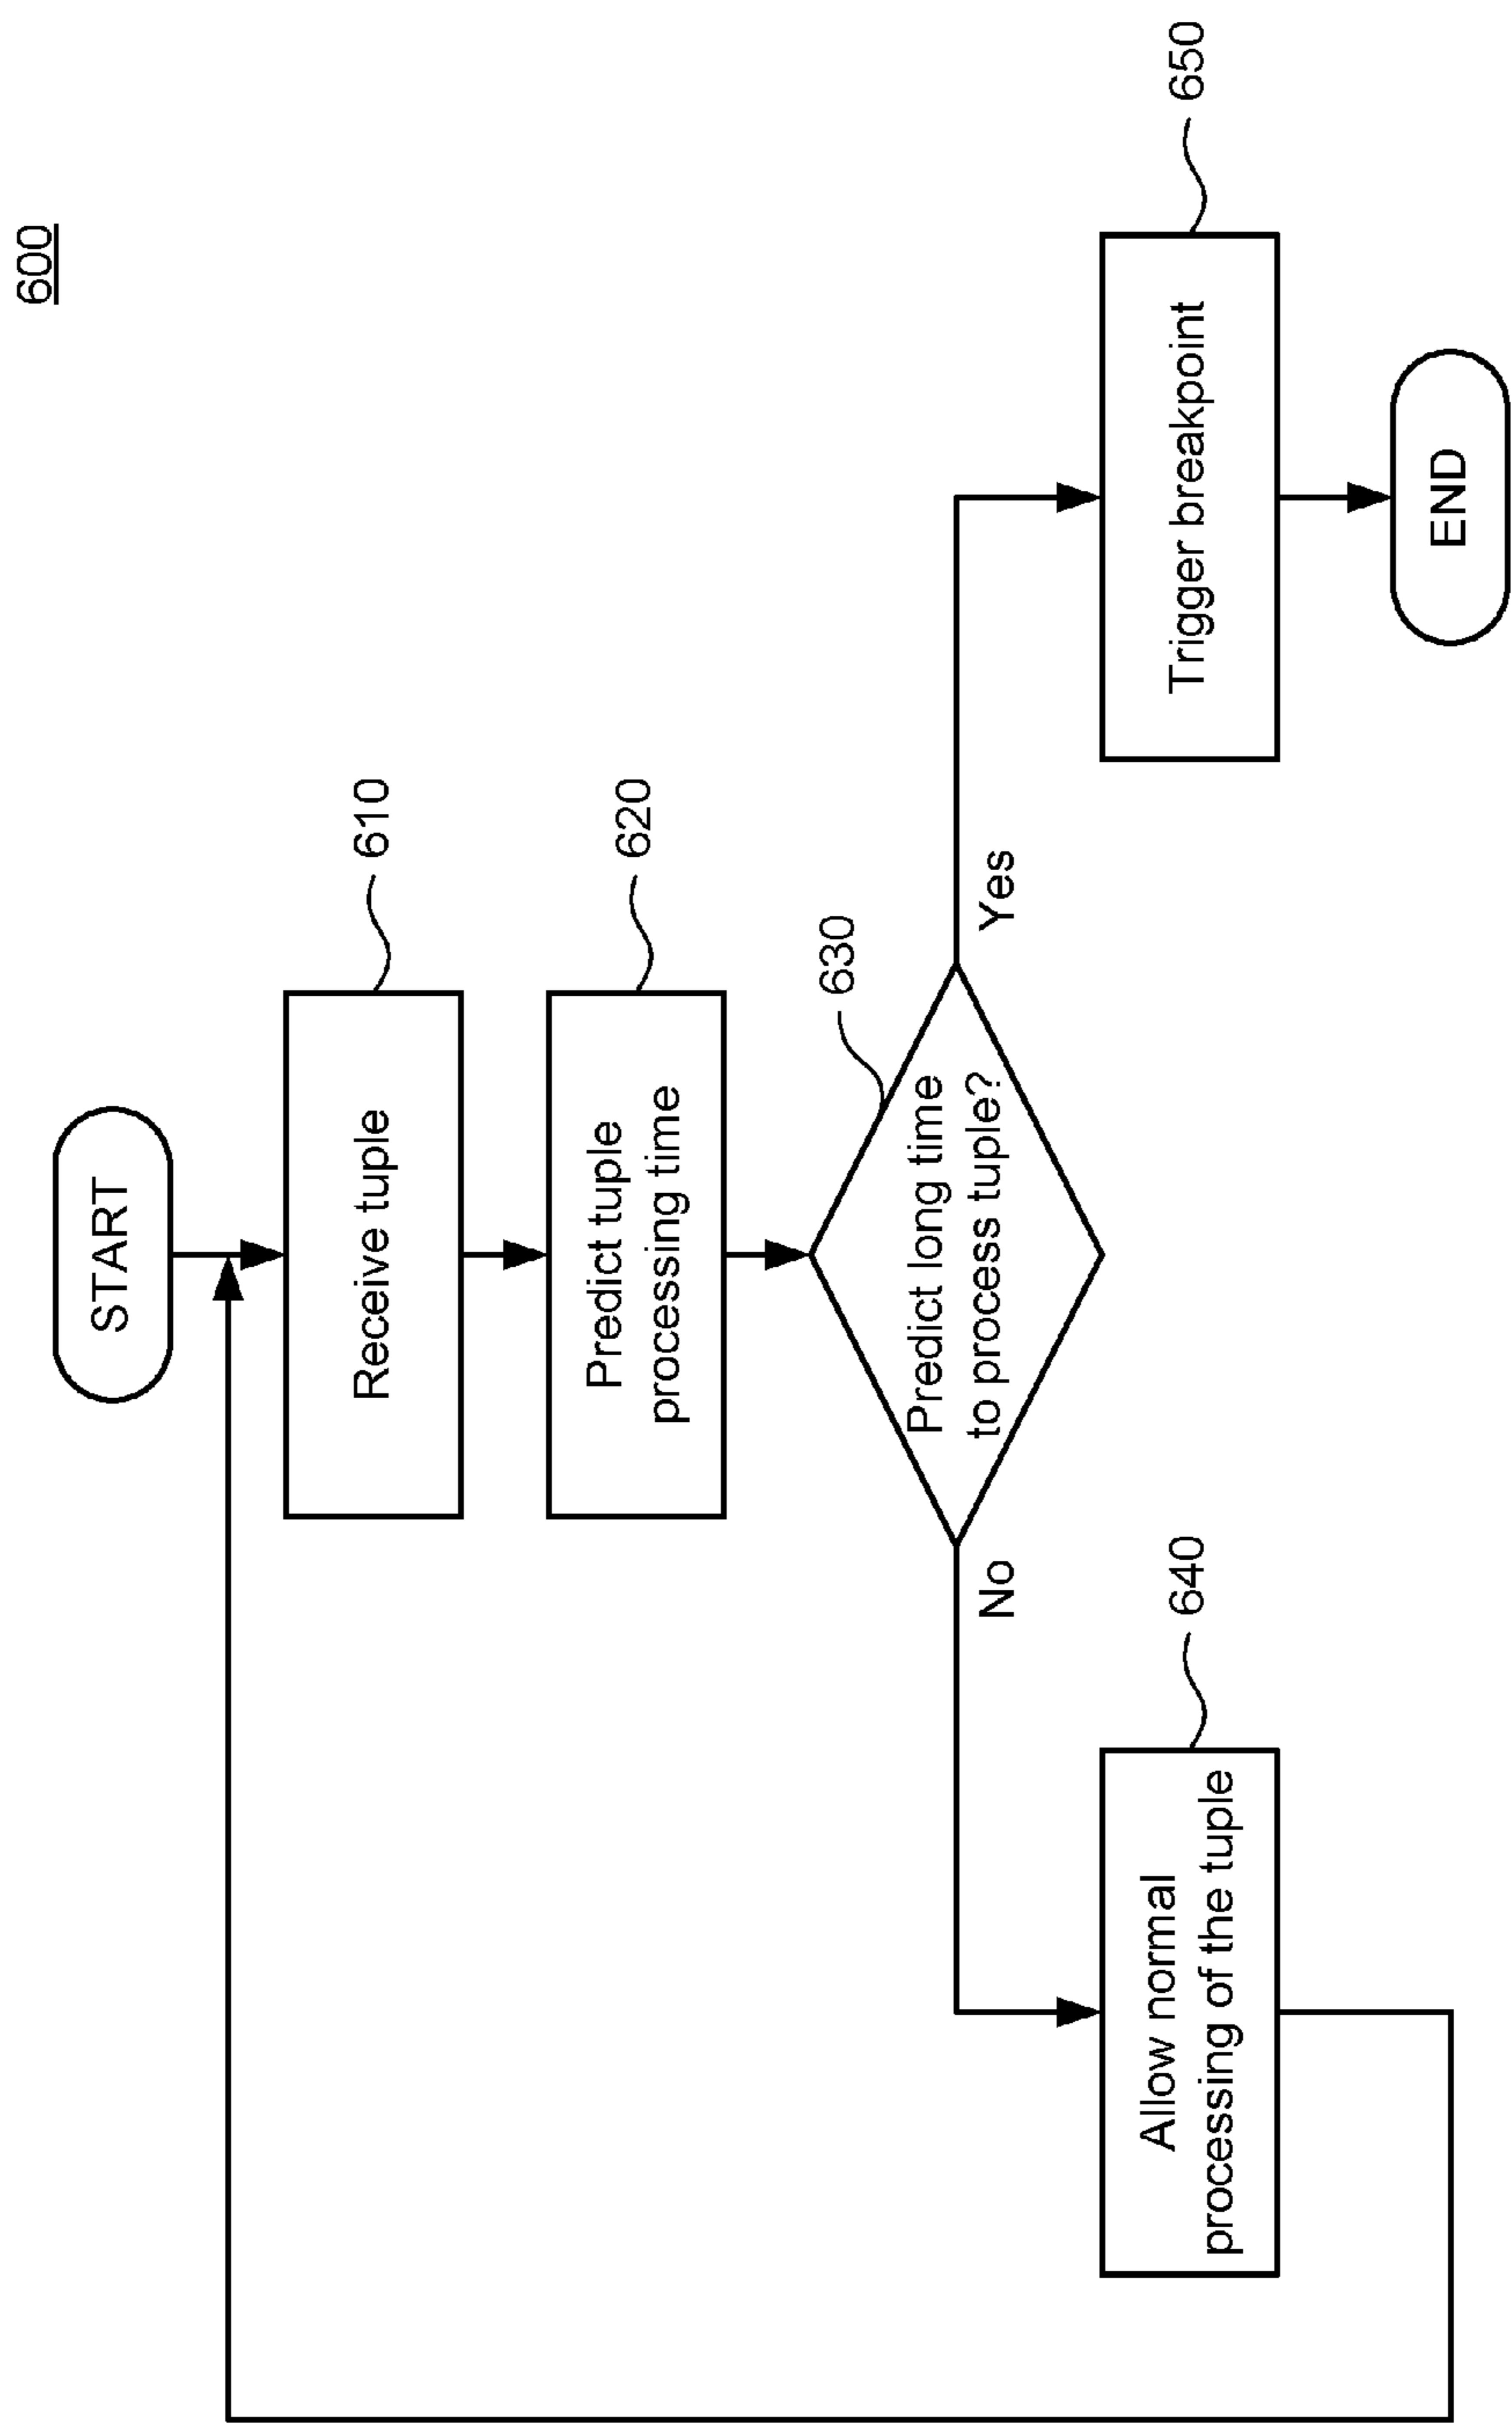 600
START
Receive tuple
610
Predict tuple
processing time
620
630
Predict long time
to process tuple?
No
Yes
Allow normal
processing of the tuple
640
Trigger breakpoint
650
END